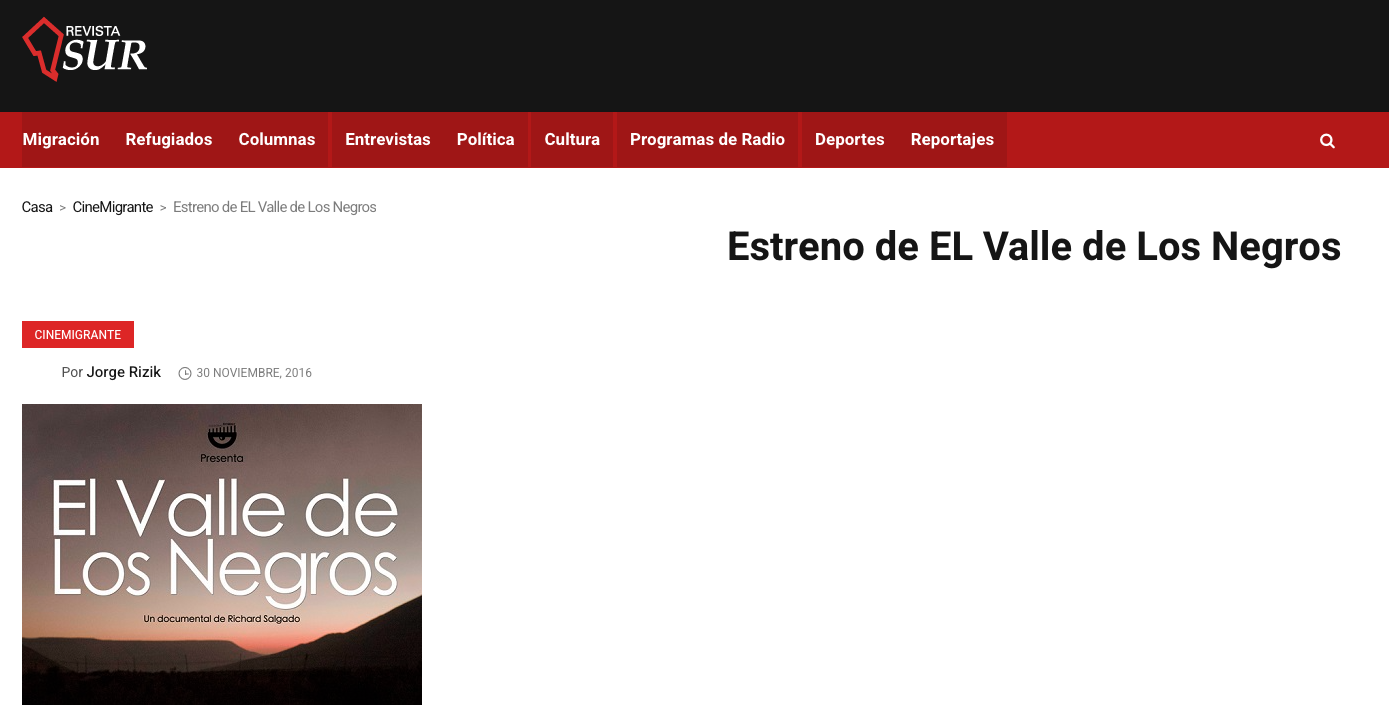 REVISTA
SUR
Migración Refugiados Columnas Entrevistas Política Cultura Programas de Radio Deportes Reportajes
Casa > CineMigrante > Estreno de EL Valle de Los Negros
Estreno de EL Valle de Los Negros
CINEMIGRANTE
Por Jorge Rizik 30 NOVIEMBRE, 2016
Presenta
El Valle de
Los Negros
Un documental de Richard Salgado